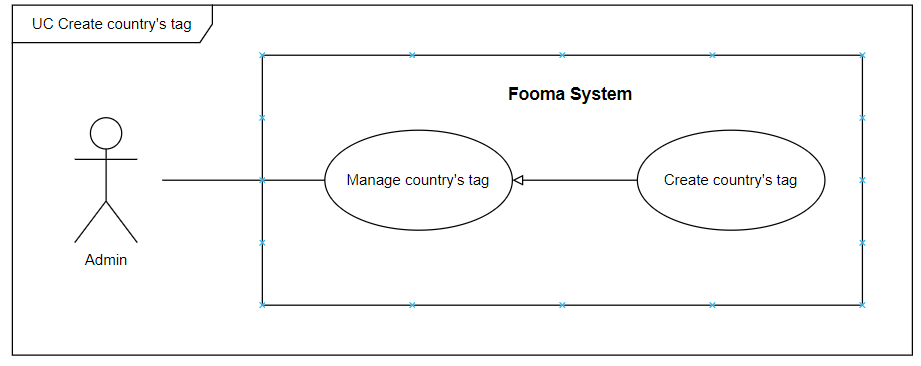 UC Create country's tag
Fooma System
Manage country's tag
Create country's tag
Admin